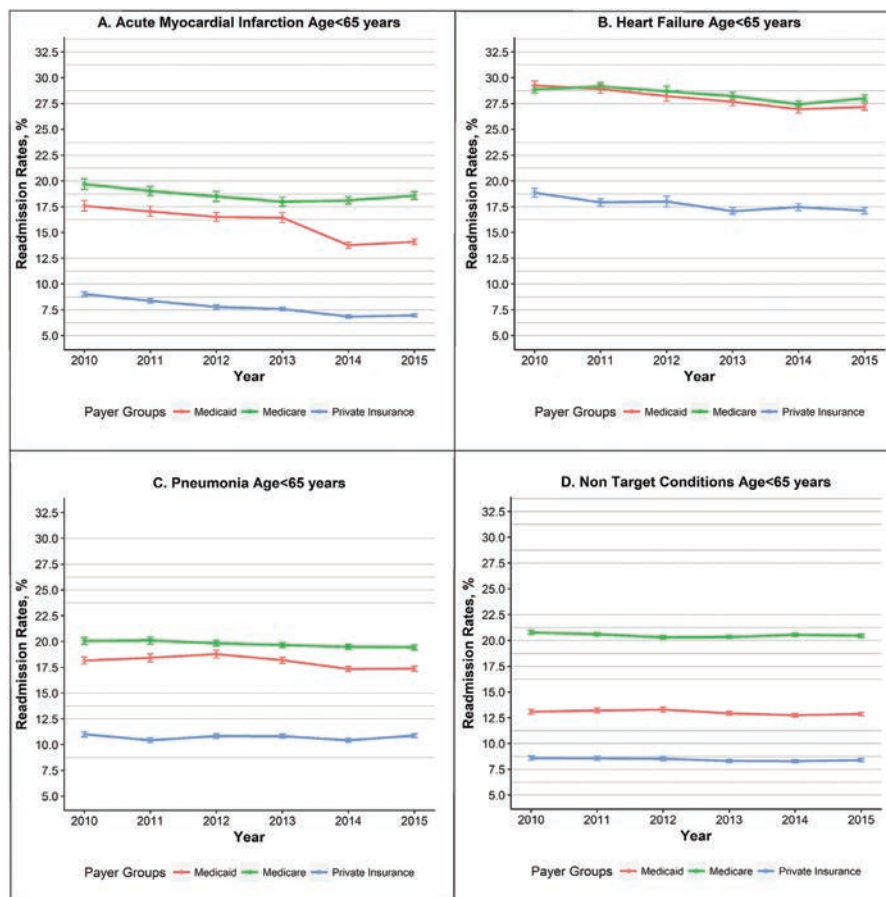 A. Acute Myocardial Infarction Age<65 years
Readmission Rates, %
32.5
30.0
27.5
25.0
22.5
20.0
17.5
15.0
12.5
10.0
7.5
5.0
2010 2011 2012 2013 2014 2015
Year
Payer Groups Medicaid Medicare Private Insurance
B. Heart Failure Age<65 years
Readmission Rates, %
32.5
30.0
27.5
25.0
22.5
20.0
17.5
15.0
12.5
10.0
7.5
5.0
2010 2011 2012 2013 2014 2015
Year
Payer Groups Medicaid Medicare Private Insurance
C. Pneumonia Age<65 years
Readmission Rates, %
32.5
30.0
27.5
25.0
22.5
20.0
17.5
15.0
12.5
10.0
7.5
5.0
2010 2011 2012 2013 2014 2015
Year
Payer Groups Medicaid Medicare Private Insurance
D. Non Target Conditions Age<65 years
Readmission Rates, %
32.5
30.0
27.5
25.0
22.5
20.0
17.5
15.0
12.5
10.0
7.5
5.0
2010 2011 2012 2013 2014 2015
Year
Payer Groups Medicaid Medicare Private Insurance